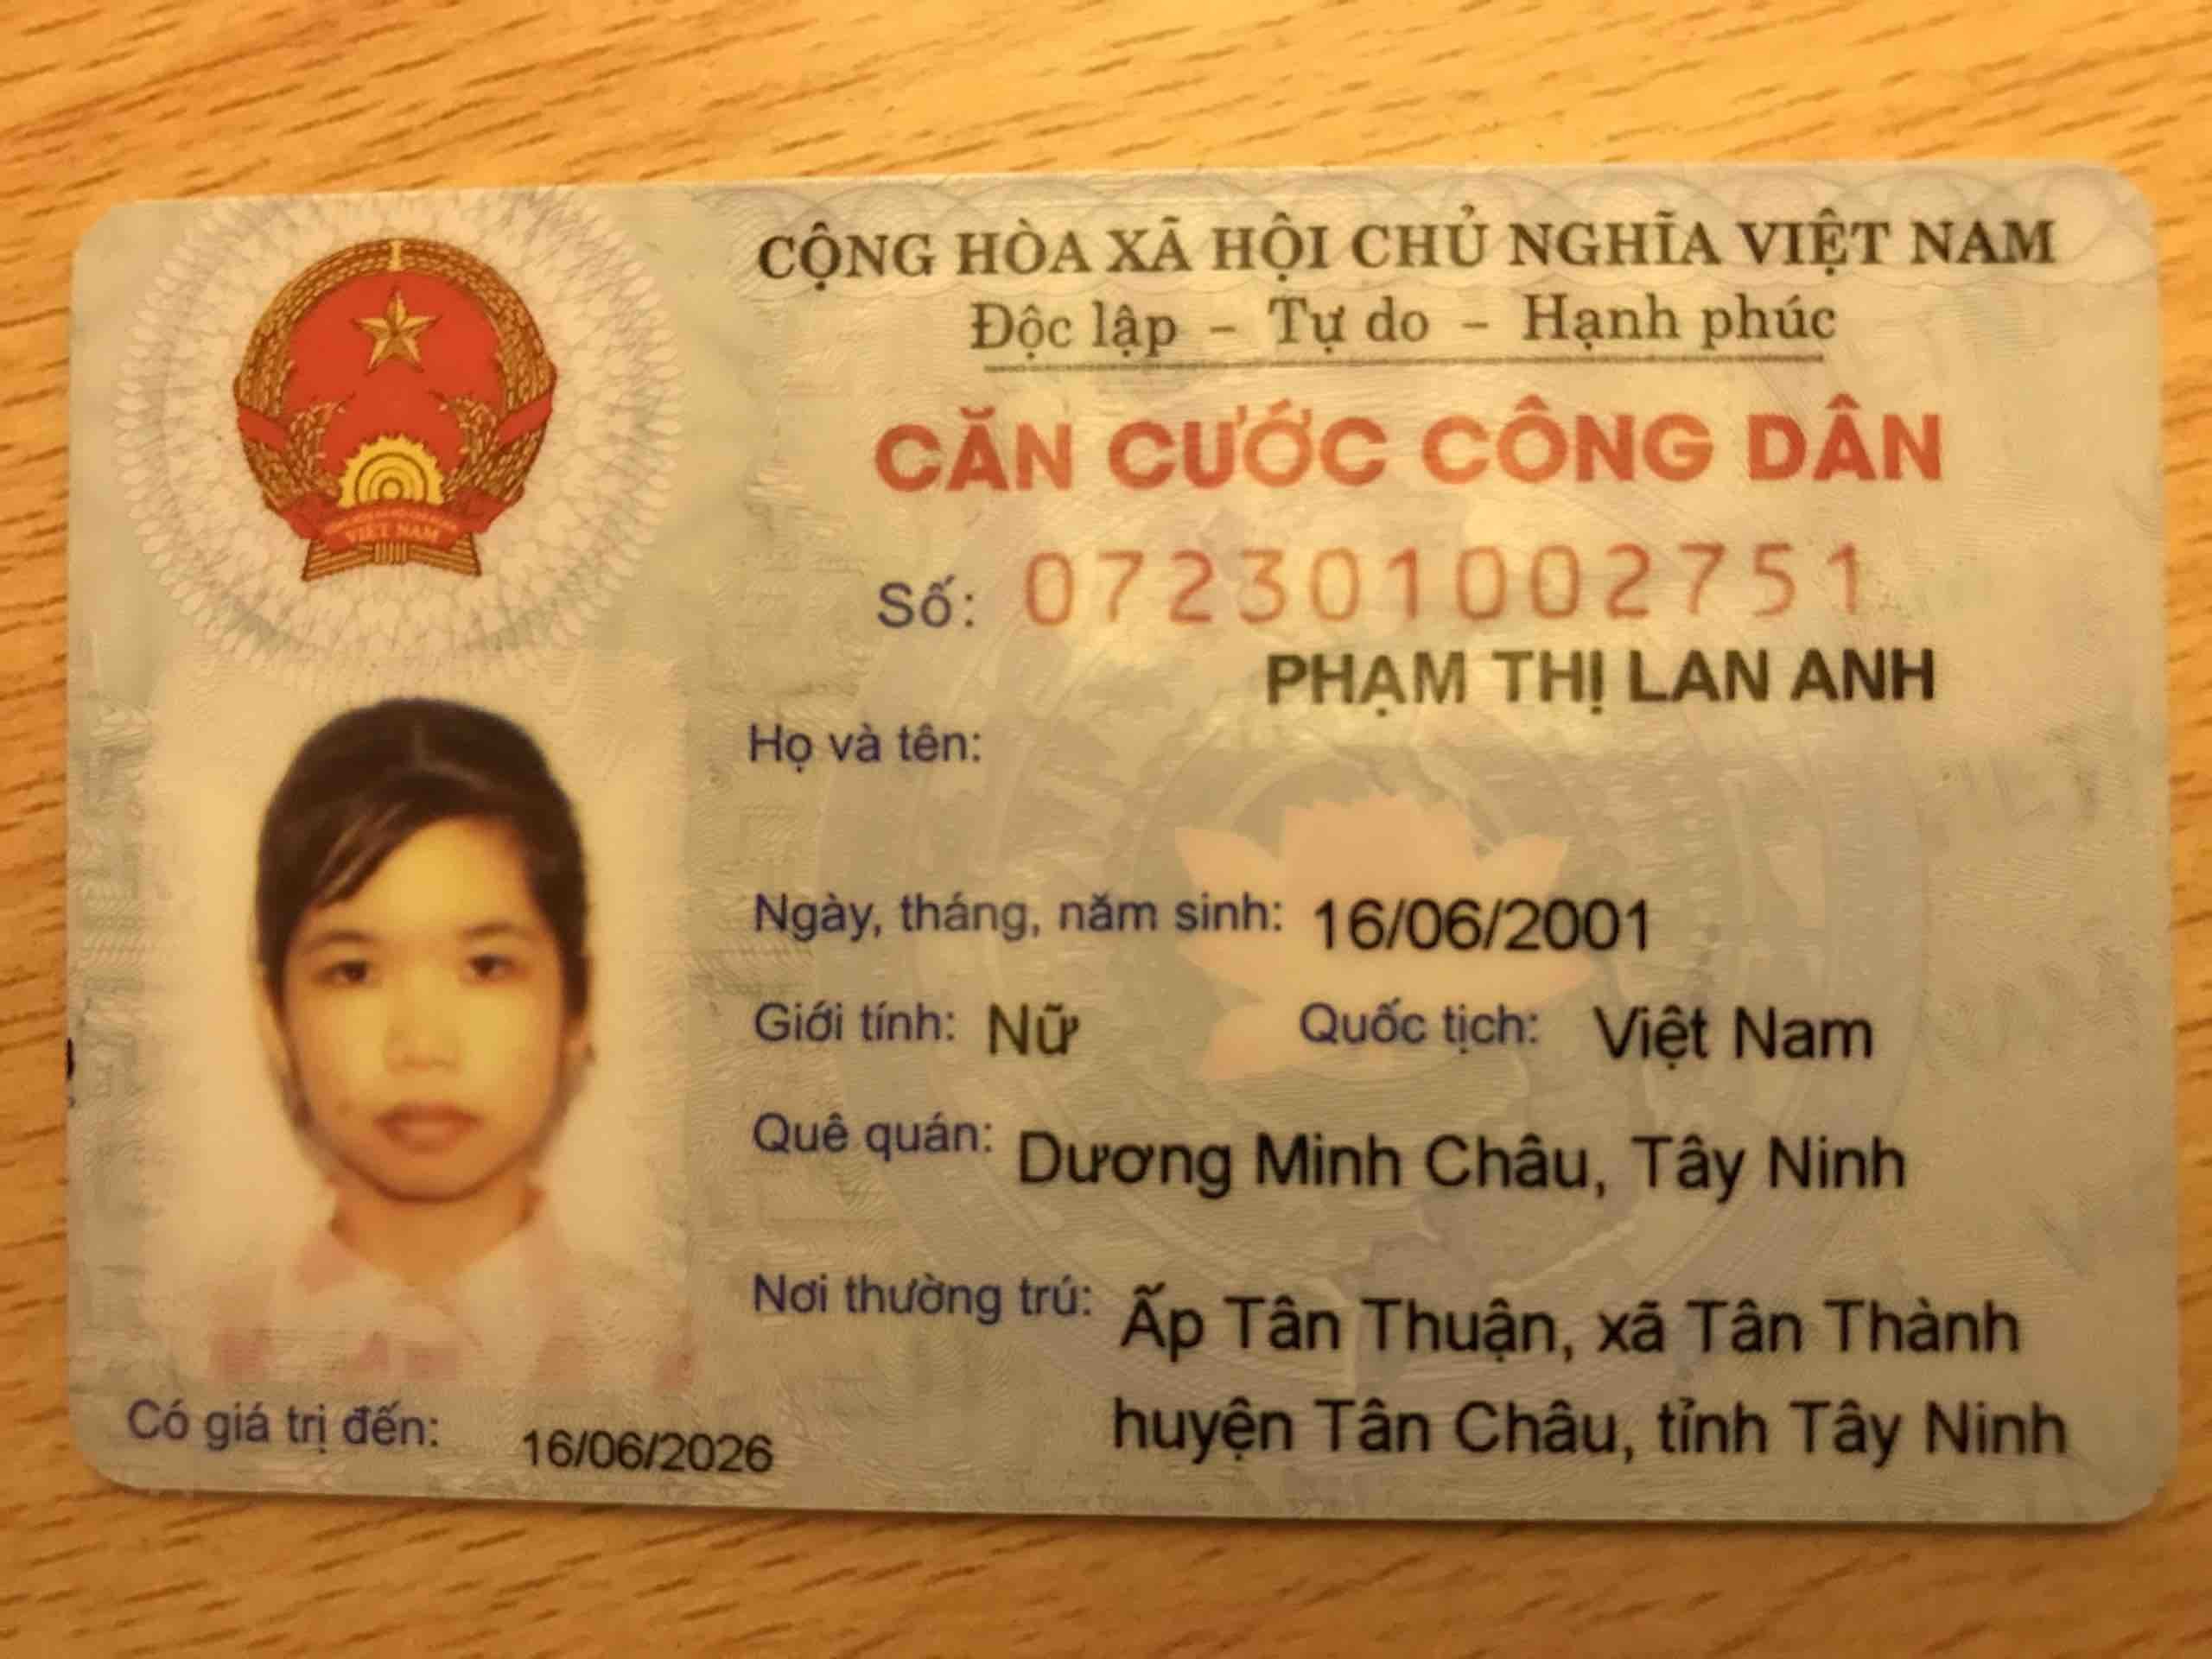 CỘNG HÒA XÃ HỘI CHỦ NGHĨA VIỆT NAM
Độc lập - Tự do - Hạnh phúc
CĂN CƯỚC CÔNG DÂN
VIỆT NAM
Số: 072301002751
PHẠM THỊ LAN ANH
Họ và tên:
Ngày, tháng, năm sinh: 16/06/2001
Giới tính: Nữ Quốc tịch: Việt Nam
Quê quán: Dương Minh Châu, Tây Ninh
Nơi thường trú: Ấp Tân Thuận, xã Tân Thành
huyện Tân Châu, tỉnh Tây Ninh
Có giá trị đến: 16/06/2026